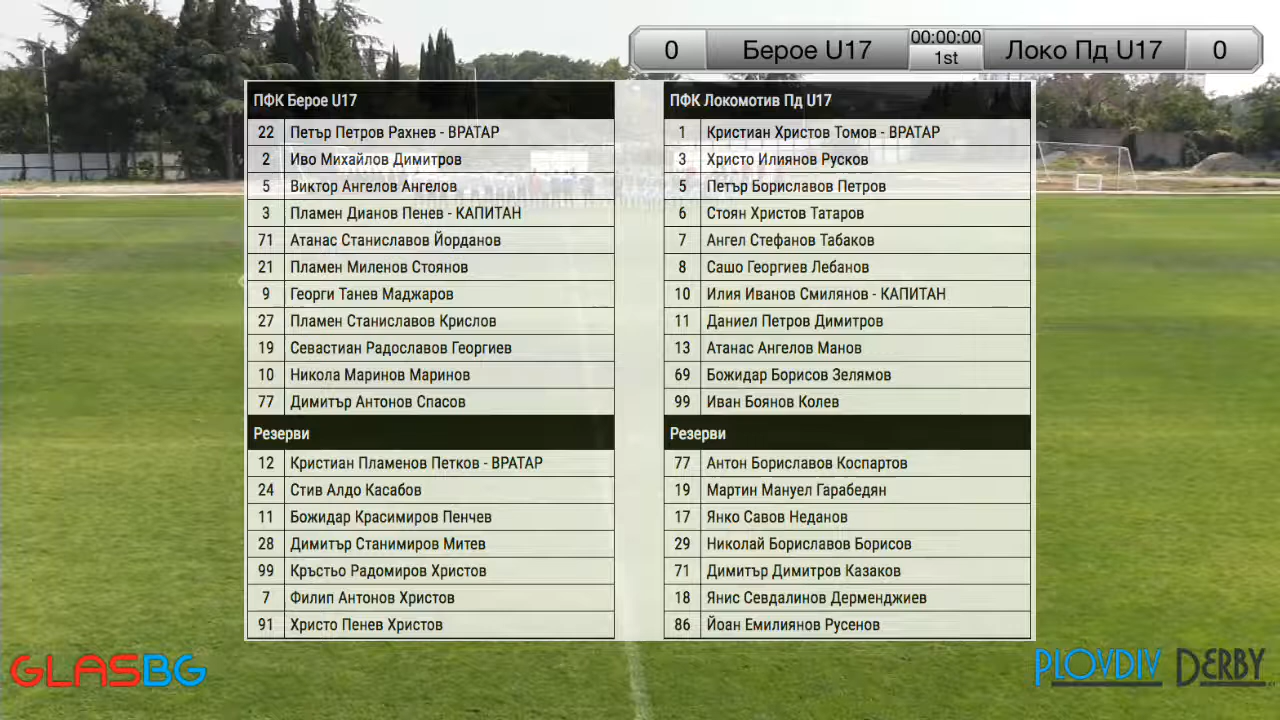 0 Берое U17 00:00:00 Локо Пд U17 0
1st
ПФК Берое U17
22 Петър Петров Рахнев - ВРАТАР
2 Иво Михайлов Димитров
5 Виктор Ангелов Ангелов
3 Пламен Дианов Пенев - КАПИТАН
71 Атанас Станиславов Йорданов
21 Пламен Миленов Стоянов
9 Георги Танев Маджаров
27 Пламен Станиславов Крислов
19 Севастиан Радославов Георгиев
10 Никола Маринов Маринов
77 Димитър Антонов Спасов
Резерви
12 Кристиан Пламенов Петков - ВРАТАР
24 Стив Алдо Касабов
11 Божидар Красимиров Пенчев
28 Димитър Станимиров Митев
99 Кръстьо Радомиров Христов
7 Филип Антонов Христов
91 Христо Пенев Христов
ПФК Локомотив Пд U17
1 Кристиан Христов Томов - ВРАТАР
3 Христо Илиянов Русков
5 Петър Бориславов Петров
6 Стоян Христов Татаров
7 Ангел Стефанов Табаков
8 Сашо Георгиев Лебанов
10 Илия Иванов Смилянов - КАПИТАН
11 Даниел Петров Димитров
13 Атанас Ангелов Манов
69 Божидар Борисов Зелямов
99 Иван Боянов Колев
Резерви
77 Антон Бориславов Коспартов
19 Мартин Мануел Гарабедян
17 Янко Савов Неданов
29 Николай Бориславов Борисов
71 Димитър Димитров Казаков
18 Янис Севдалинов Дерменджиев
86 Йоан Емилиянов Русенов
GLASBG
PLOVDIV DERBY